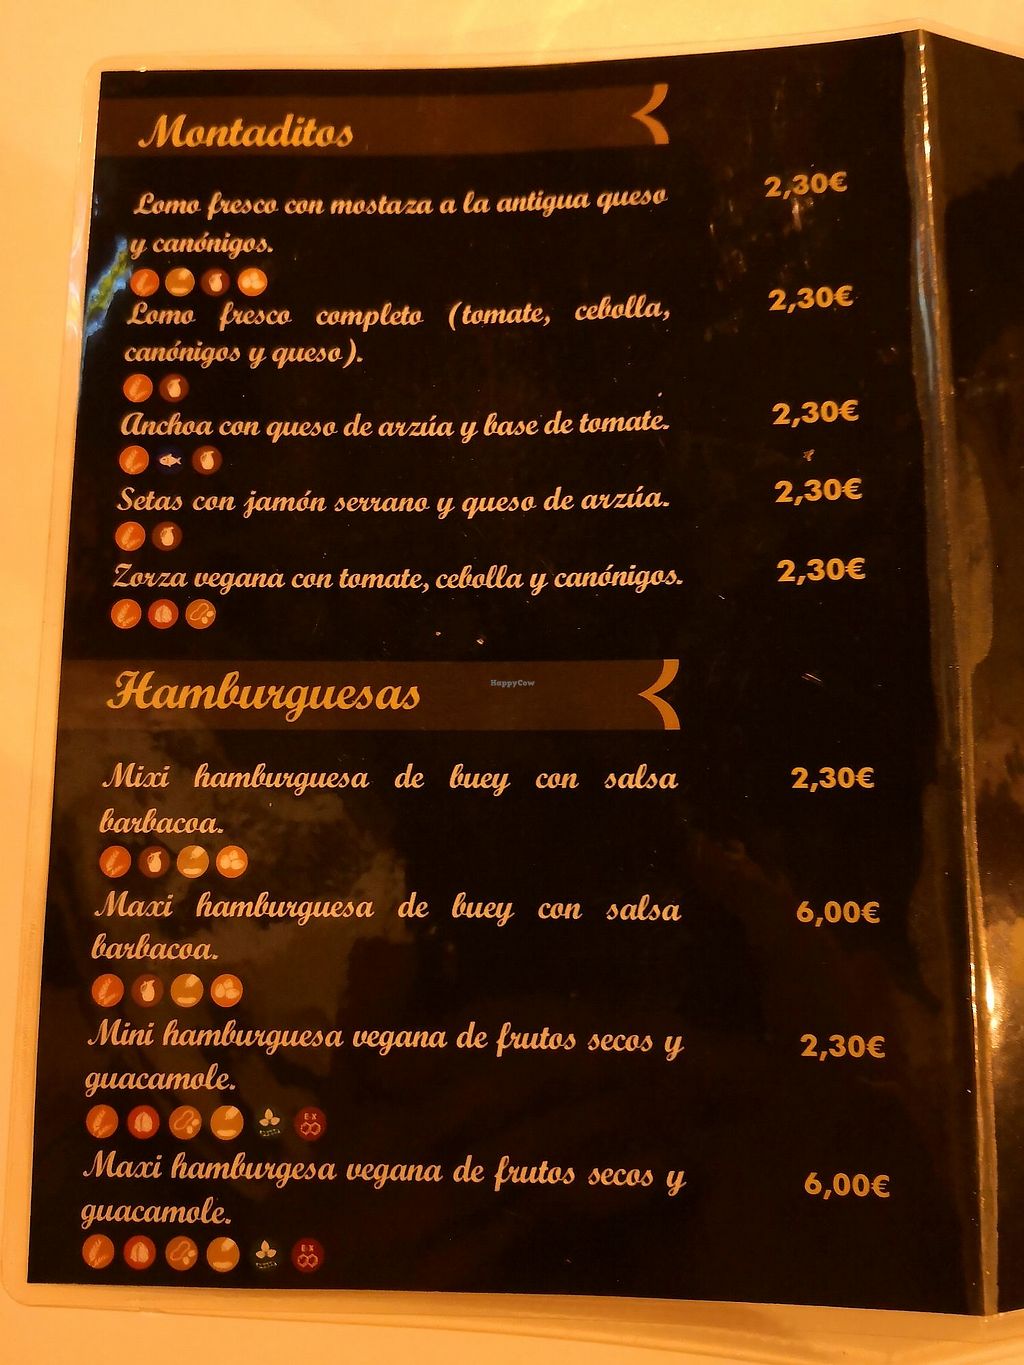 Montaditos
Lomo fresco con mostaza a la antigua queso 2,30€
y canónigos.
Lomo fresco completo (tomate, cebolla, 2,30€
canónigos y queso).
Anchoa con queso de arzúa y base de tomate. 2,30€
Setas con jamón serrano y queso de arzúa. 2,30€
Zorza vegana con tomate, cebolla y canónigos. 2,30€
Hamburguesas
HappyCow
Mixi hamburguesa de buey con salsa 2,30€
barbacoa.
Maxi hamburguesa de buey con salsa 6,00€
barbacoa.
Mini hamburguesa vegana de frutos secos y 2,30€
guacamole.
Maxi hamburgesa vegana de frutos secos y 6,00€
guacamole.